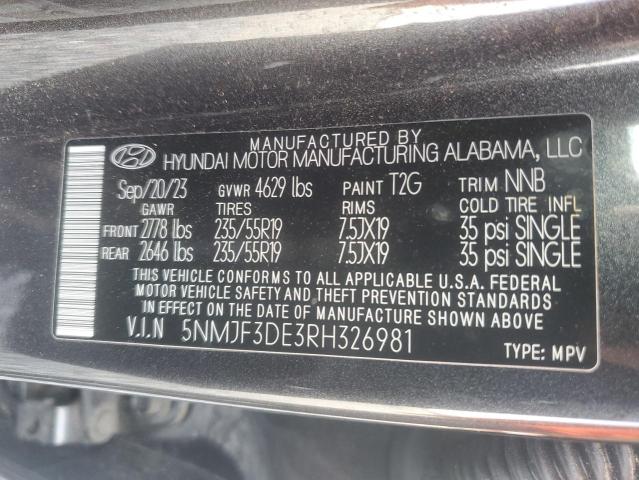 MANUFACTURED BY
HYUNDAI MOTOR MANUFACTURING ALABAMA, LLC
Sep/20/23 GVWR 4629 lbs PAINT T2G TRIM NNB
GAWR TIRES RIMS COLD TIRE INFL
FRONT 2778 lbs 235/55R19 7.5JX19 35 psi SINGLE
REAR 2646 lbs 235/55R19 7.5JX19 35 psi SINGLE
THIS VEHICLE CONFORMS TO ALL APPLICABLE U.S.A. FEDERAL
MOTOR VEHICLE SAFETY AND THEFT PREVENTION STANDARDS
IN EFFECT ON THE DATE OF MANUFACTURE SHOWN ABOVE
V.I.N 5NMJF3DE3RH326981
TYPE: MPV